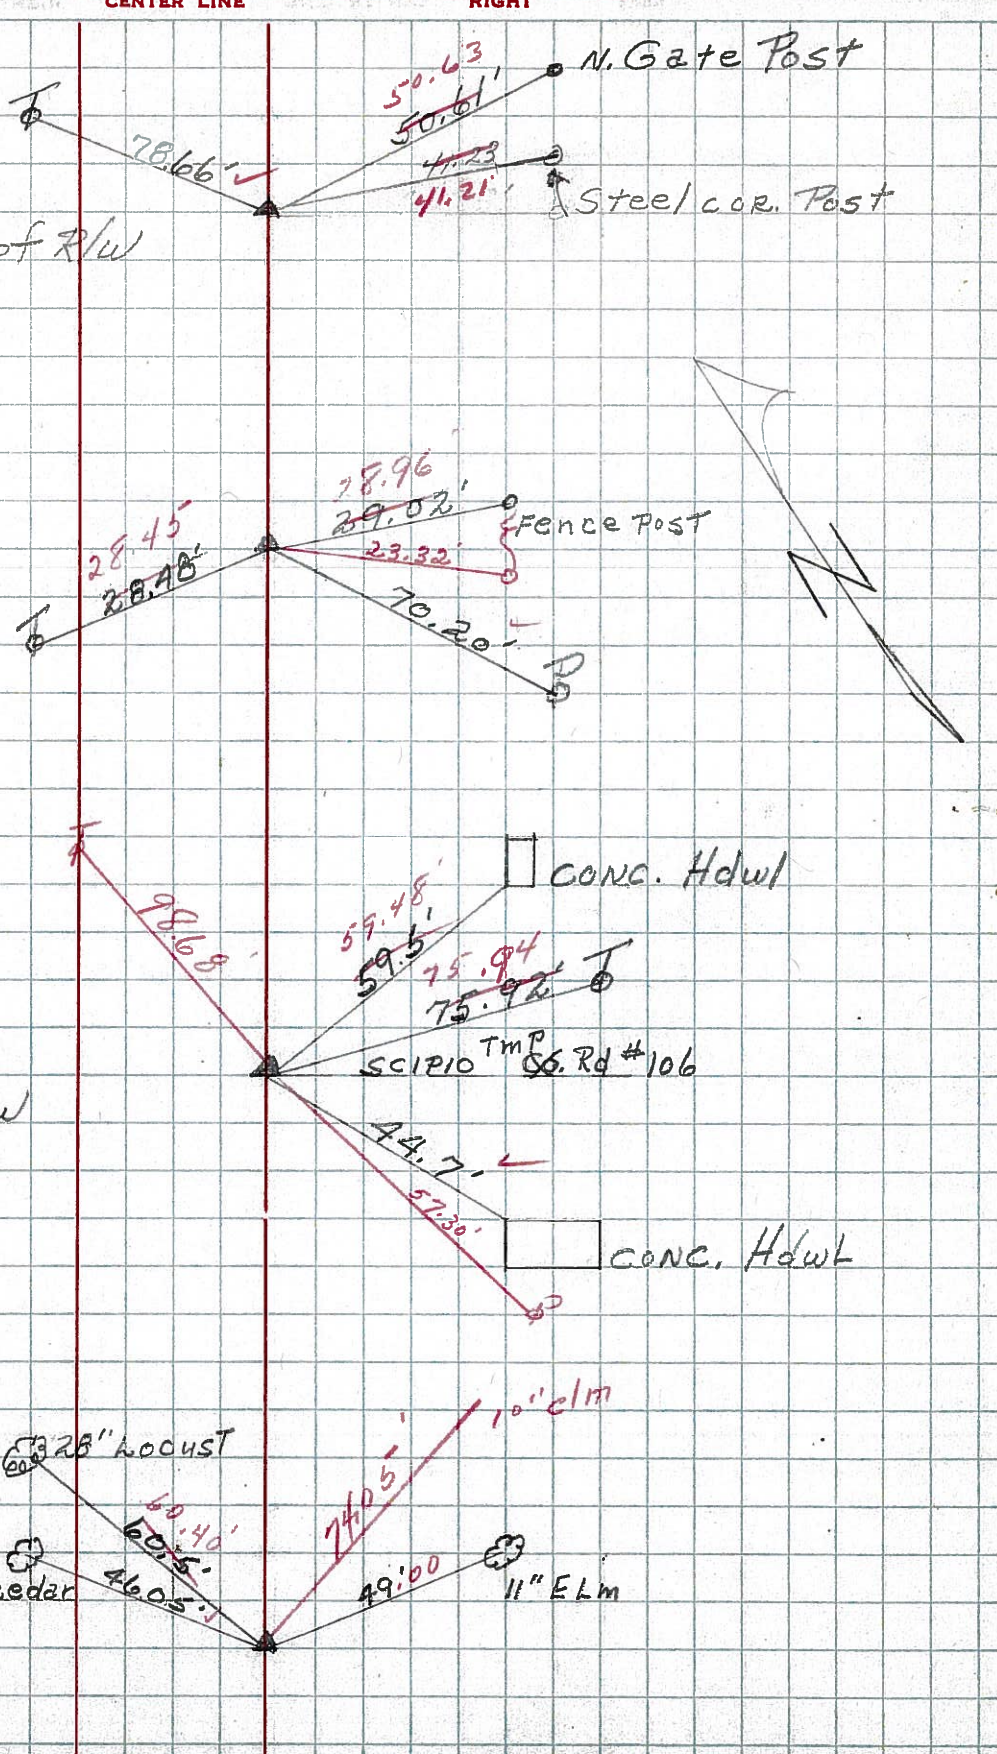 CENTER LINE
RIGHT
50.63
50.61'
N. Gate Post
78.66'
41.23
41.21'
Steel cor. Post
of R/W
28.96
29.02'
Fence Post
28.45
28.48'
23.32'
70.20'
N
98.68'
59.48'
59.5'
Conc. Hdwl
75.94
75.92'
Scipio Tmp Rd #106
44.7'
57.30'
Conc. HdwL
10" elm
28" Locust
74.05'
60.40'
60.5'
46.05'
49.00
11" ELm
edar